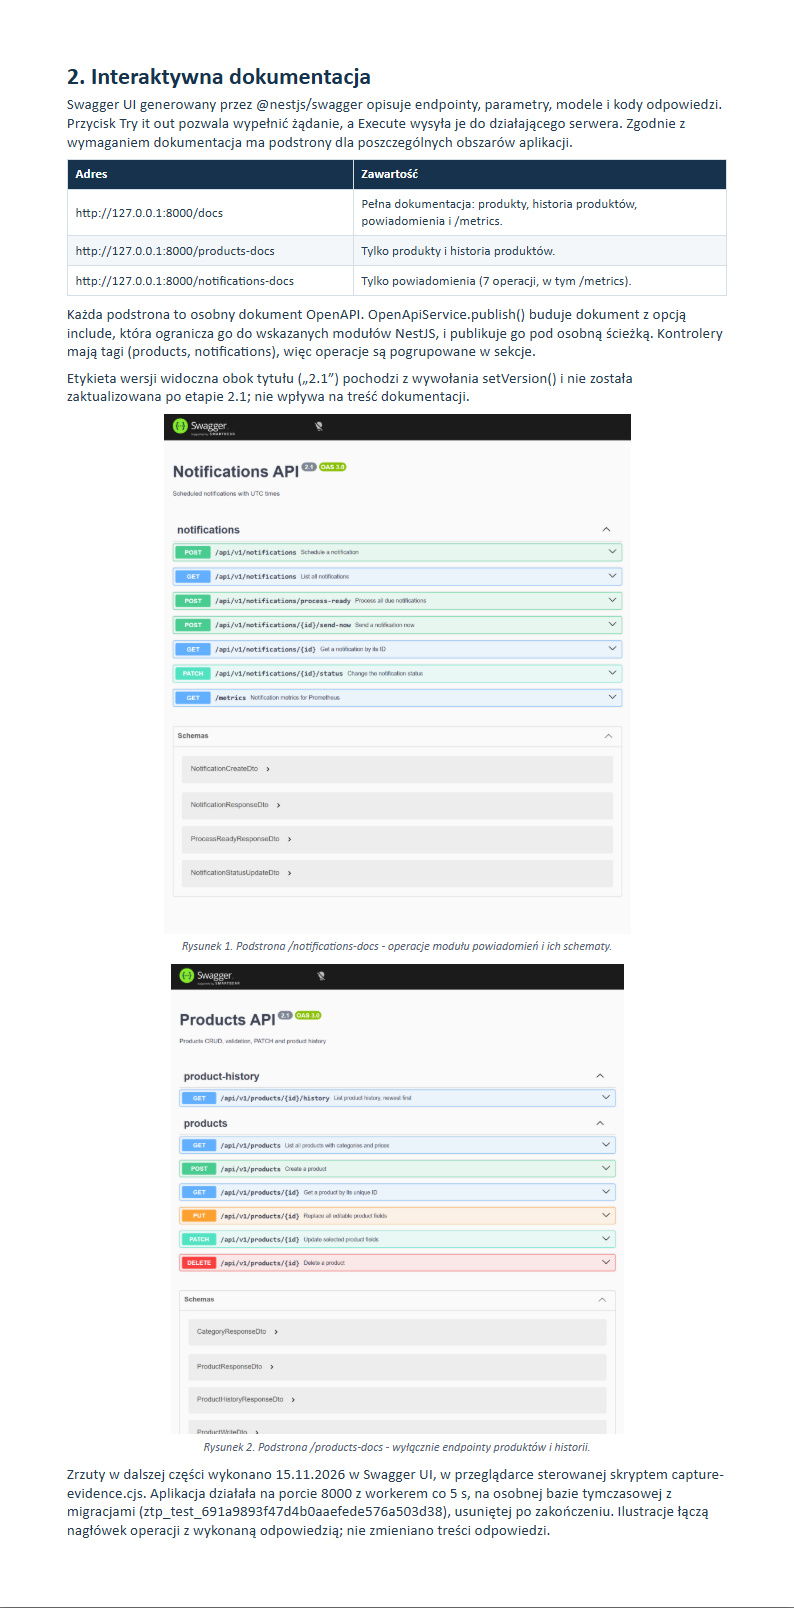 2. Interaktywna dokumentacja
Swagger UI generowany przez @nestjs/swagger opisuje endpointy, parametry, modele i kody odpowiedzi.
Przycisk Try it out pozwala wypełnić żądanie, a Execute wysyła je do działającego serwera. Zgodnie z
wymaganiem dokumentacja ma podstrony dla poszczególnych obszarów aplikacji.
Adres Zawartość
http://127.0.0.1:8000/docs Pełna dokumentacja: produkty, historia produktów,
powiadomienia i /metrics.
http://127.0.0.1:8000/products-docs Tylko produkty i historia produktów.
http://127.0.0.1:8000/notifications-docs Tylko powiadomienia (7 operacji, w tym /metrics).
Każda podstrona to osobny dokument OpenAPI. OpenApiService.publish() buduje dokument z opcją
include, która ogranicza go do wskazanych modułów NestJS, i publikuje go pod osobną ścieżką. Kontrolery
mają tagi (products, notifications), więc operacje są pogrupowane w sekcje.
Etykieta wersji widoczna obok tytułu („2.1”) pochodzi z wywołania setVersion() i nie została
zaktualizowana po etapie 2.1; nie wpływa na treść dokumentacji.
Swagger.
Supported by SMARTBEAR
Notifications API 2.1 OAS 3.0
Scheduled notifications with UTC times
notifications
POST /api/v1/notifications Schedule a notification
GET /api/v1/notifications List all notifications
POST /api/v1/notifications/process-ready Process all due notifications
POST /api/v1/notifications/{id}/send-now Send a notification now
GET /api/v1/notifications/{id} Get a notification by its ID
PATCH /api/v1/notifications/{id}/status Change the notification status
GET /metrics Notification metrics for Prometheus
Schemas
NotificationCreateDto
NotificationResponseDto
ProcessReadyResponseDto
NotificationStatusUpdateDto
Rysunek 1. Podstrona /notifications-docs - operacje modułu powiadomień i ich schematy.
Swagger.
Supported by SMARTBEAR
Products API 2.1 OAS 3.0
Products CRUD, validation, PATCH and product history
product-history
GET /api/v1/products/{id}/history List product history, newest first
products
GET /api/v1/products List all products with categories and prices
POST /api/v1/products Create a product
GET /api/v1/products/{id} Get a product by its unique ID
PUT /api/v1/products/{id} Replace all editable product fields
PATCH /api/v1/products/{id} Update selected product fields
DELETE /api/v1/products/{id} Delete a product
Schemas
CategoryResponseDto
ProductResponseDto
ProductHistoryResponseDto
ProductWriteDto
Rysunek 2. Podstrona /products-docs - wyłącznie endpointy produktów i historii.
Zrzuty w dalszej części wykonano 15.11.2026 w Swagger UI, w przeglądarce sterowanej skryptem capture-
evidence.cjs. Aplikacja działała na porcie 8000 z workerem co 5 s, na osobnej bazie tymczasowej z
migracjami (ztp_test_691a9893f47d4b0aaefede576a503d38), usuniętej po zakończeniu. Ilustracje łączą
nagłówek operacji z wykonaną odpowiedzią; nie zmieniano treści odpowiedzi.